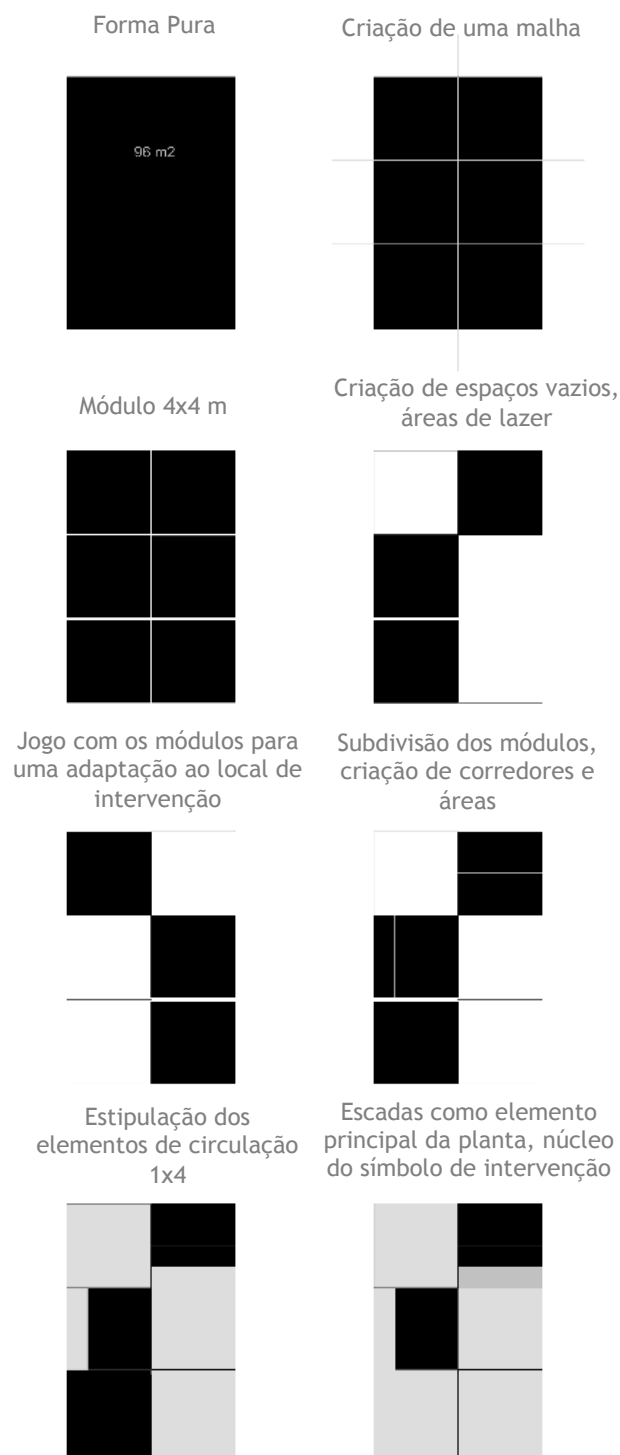 Forma Pura
Criação de uma malha
96 m2
Módulo 4x4 m
Criação de espaços vazios,
áreas de lazer
Jogo com os módulos para
uma adaptação ao local de
intervenção
Subdivisão dos módulos,
criação de corredores e
áreas
Estipulação dos
elementos de circulação
1x4
Escadas como elemento
principal da planta, núcleo
do símbolo de intervenção